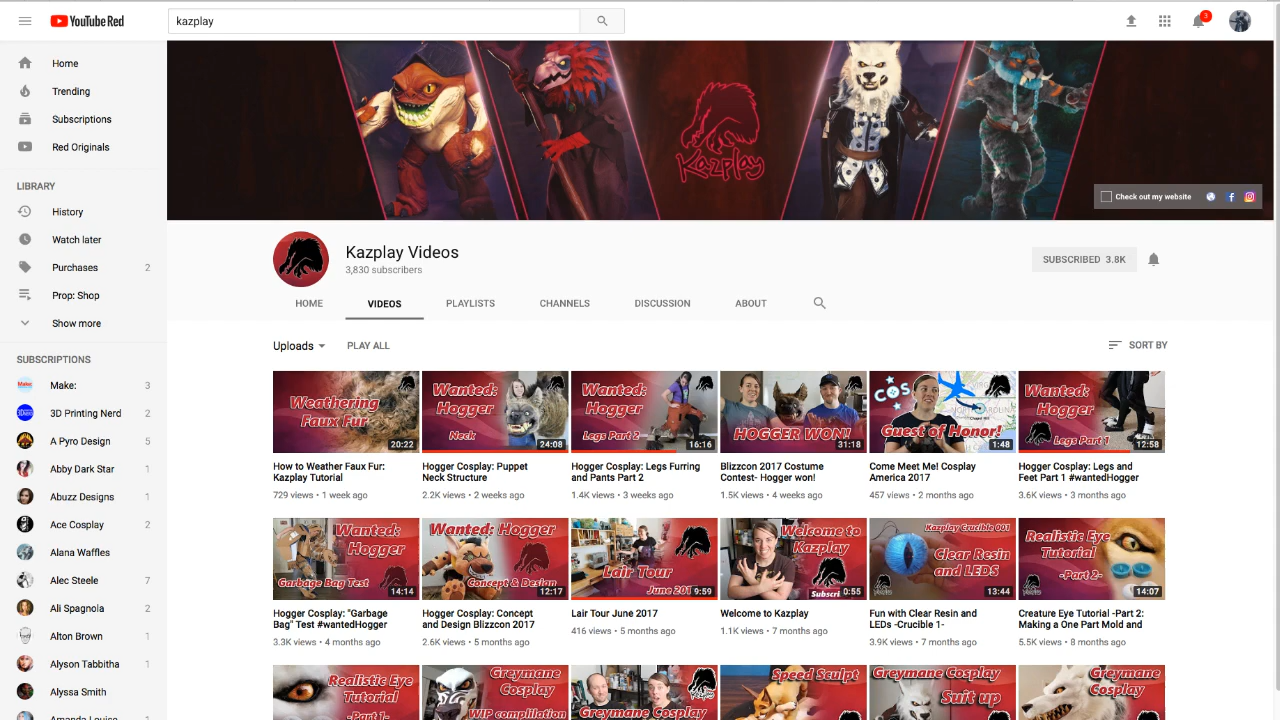 YouTube Red
kazplay
3
Home
Trending
Subscriptions
Red Originals
LIBRARY
History
Watch later
Purchases 2
Prop: Shop
Show more
SUBSCRIPTIONS
Make: 3
3D Printing Nerd 2
A Pyro Design 5
Abby Dark Star 1
Abuzz Designs 1
Ace Cosplay 2
Alana Waffles
Alec Steele 7
Ali Spagnola 2
Alton Brown 1
Alyson Tabbitha 1
Alyssa Smith
Amanda Louise 1
Kazplay
Check out my website
Kazplay Videos
3,830 subscribers
SUBSCRIBED 3.8K
HOME VIDEOS PLAYLISTS CHANNELS DISCUSSION ABOUT
Uploads PLAY ALL SORT BY
Weathering
Faux Fur
20:22
How to Weather Faux Fur:
Kazplay Tutorial
729 views • 1 week ago
Wanted:
Hogger
Neck
24:08
Hogger Cosplay: Puppet
Neck Structure
2.2K views • 2 weeks ago
Wanted:
Hogger
Legs Part 2
16:16
Hogger Cosplay: Legs Furring
and Pants Part 2
1.4K views • 3 weeks ago
HOGGER WON!
31:18
Blizzcon 2017 Costume
Contest- Hogger won!
1.5K views • 4 weeks ago
COS
Guest of Honor!
1:48
Come Meet Me! Cosplay
America 2017
457 views • 2 months ago
Wanted:
Hogger
Legs Part 1
12:58
Hogger Cosplay: Legs and
Feet Part 1 #wantedHogger
3.6K views • 3 months ago
Wanted:
Hogger
Garbage Bag Test
14:14
Hogger Cosplay: "Garbage
Bag" Test #wantedHogger
3.3K views • 4 months ago
Wanted: Hogger
Concept & Design
12:17
Hogger Cosplay: Concept
and Design Blizzcon 2017
2.6K views • 5 months ago
Lair Tour
June 201
9:59
Lair Tour June 2017
416 views • 5 months ago
Welcome to
Kazplay
Subscri
0:55
Welcome to Kazplay
1.1K views • 7 months ago
Kazplay Crucible 001
Clear Resin
and LEDS
13:44
Fun with Clear Resin and
LEDs -Crucible 1-
3.9K views • 7 months ago
Realistic Eye
Tutorial
-Part 2-
14:07
Creature Eye Tutorial -Part 2:
Making a One Part Mold and
5.5K views • 8 months ago
Realistic Eye
Tutorial
-Part 1-
Greymane
Cosplay
WIP compilation
Greymane Cosplay
Speed Sculpt
Greymane Cosplay
Suit up
Greymane
Cosplay